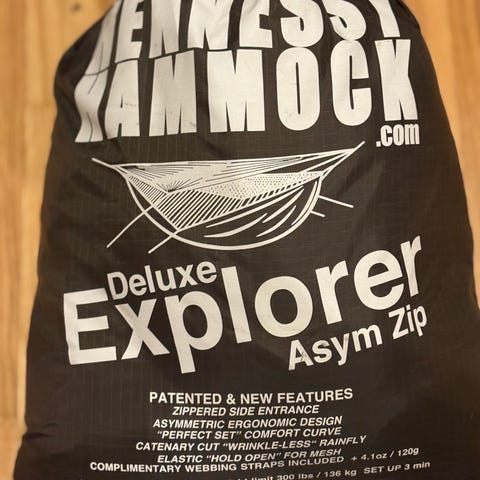 HENNESSY
HAMMOCK
.com
Deluxe
Explorer
Asym Zip
PATENTED & NEW FEATURES
ZIPPERED SIDE ENTRANCE
ASYMMETRIC ERGONOMIC DESIGN
"PERFECT SET" COMFORT CURVE
CATENARY CUT "WRINKLE-LESS" RAINFLY
ELASTIC "HOLD OPEN" FOR MESH
COMPLIMENTARY WEBBING STRAPS INCLUDED + 4.1oz / 120g
limit 300 lbs / 136 kg SET UP 3 min